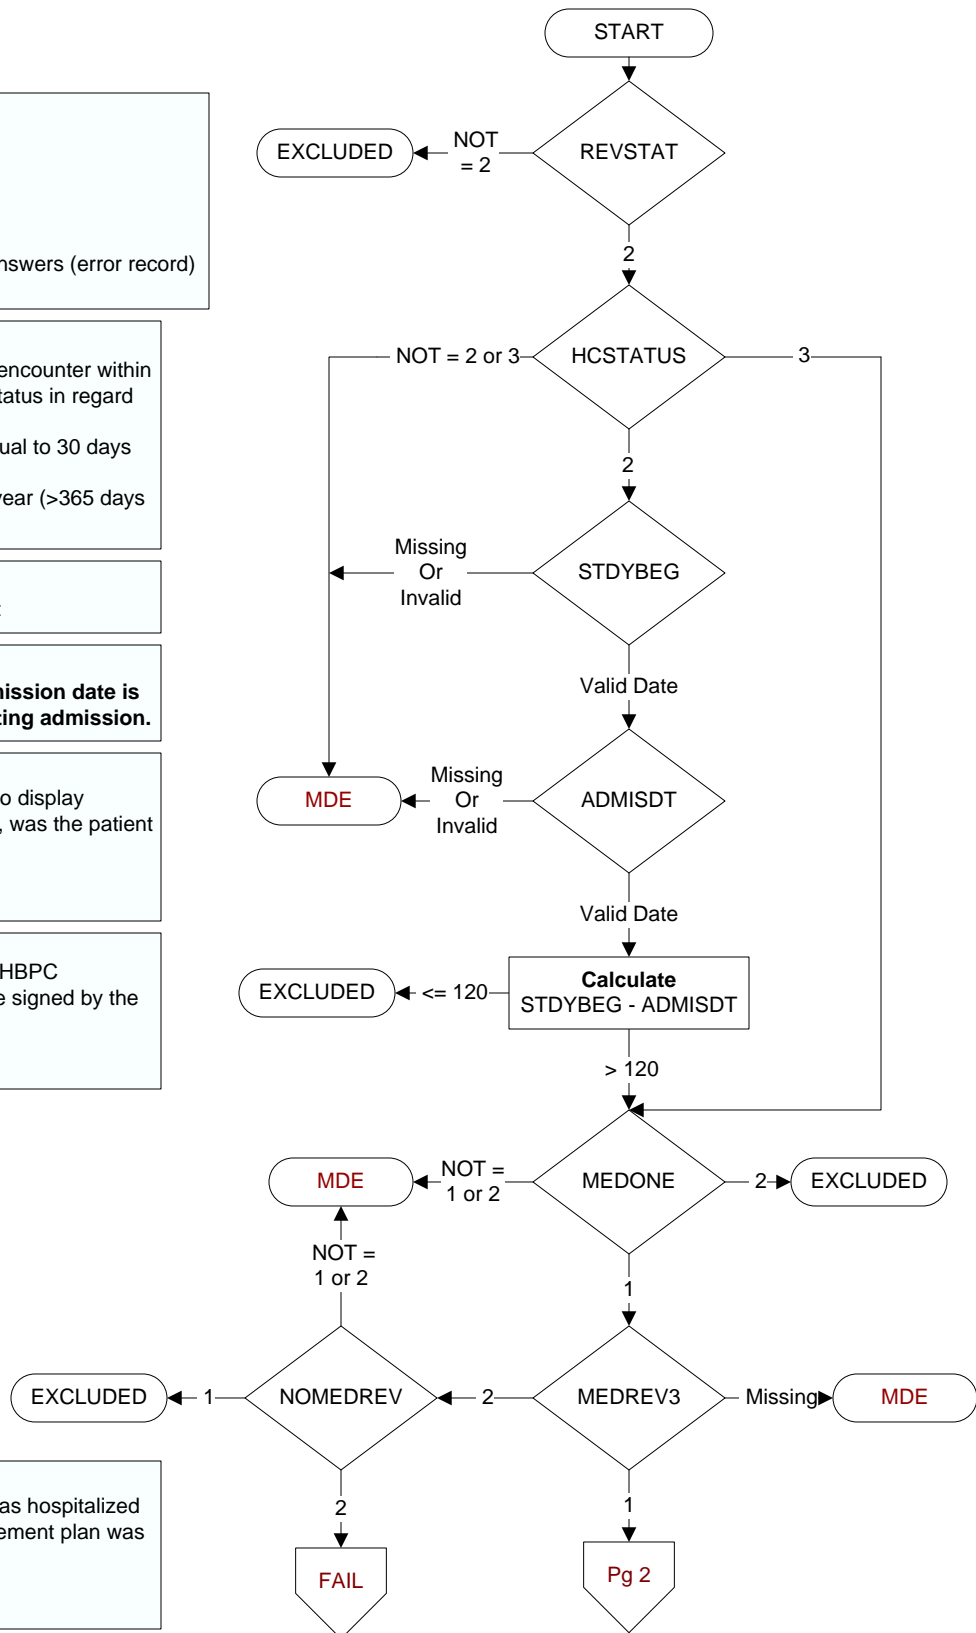 START
REVSTAT
NOT
= 2
EXCLUDED
2
nswers (error record)
HCSTATUS
NOT = 2 or 3
3
encounter within
tatus in regard
ual to 30 days
year (>365 days
2
STDYBEG
Missing
Or
Invalid
Valid Date
mission date is
ting admission.
ADMISDT
Missing
Or
Invalid
MDE
o display
, was the patient
Valid Date
Calculate
STDYBEG - ADMISDT
<= 120
EXCLUDED
HBPC
e signed by the
> 120
MEDONE
NOT =
1 or 2
MDE
2
EXCLUDED
NOT =
1 or 2
1
MEDREV3
Missing
MDE
2
NOMEDREV
1
EXCLUDED
2
FAIL
1
Pg 2
as hospitalized
ement plan was